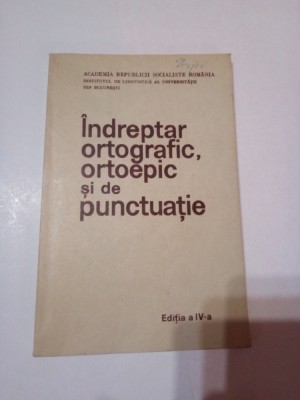 ACADEMIA REPUBLICII SOCIALISTE ROMÂNIA
INSTITUTUL DE LINGVISTICĂ AL UNIVERSITĂȚII
DIN BUCUREȘTI
Îndreptar
ortografic,
ortoepic
și de
punctuație
Ediția a IV-a